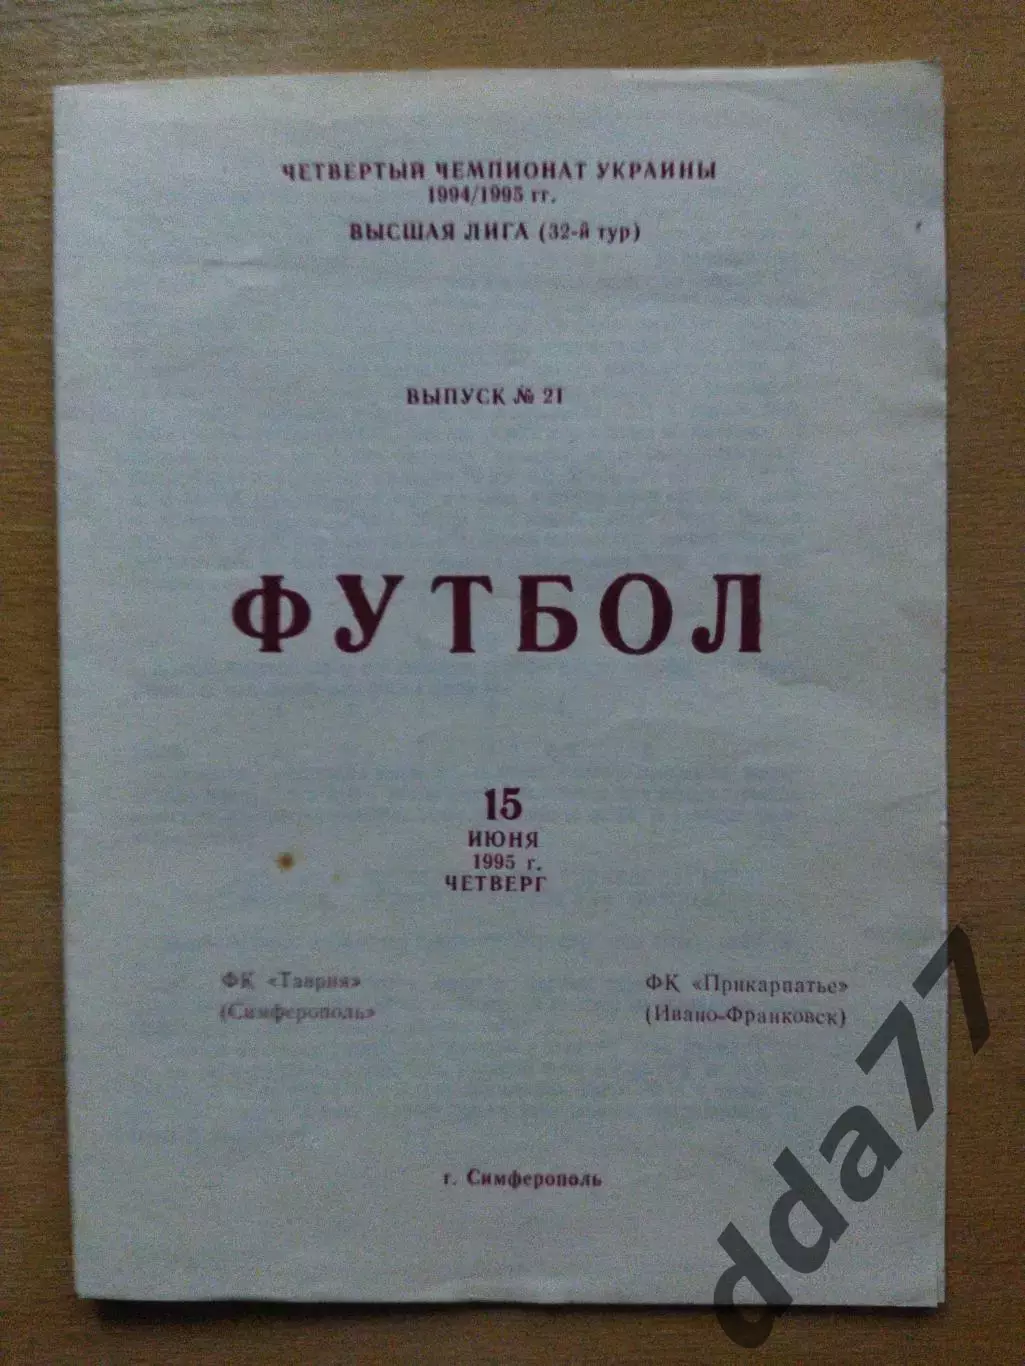 ЧЕТВЕРТЫЙ ЧЕМПИОНАТ УКРАИНЫ
1994/1995 гг.
ВЫСШАЯ ЛИГА (32-й тур)
ВЫПУСК № 21
ФУТБОЛ
15
ИЮНЯ
1995 г.
ЧЕТВЕРГ
ФК «Таврия»
(Симферополь»
ФК «Прикарпатье»
(Ивано-Франковск)
г. Симферополь
dda77